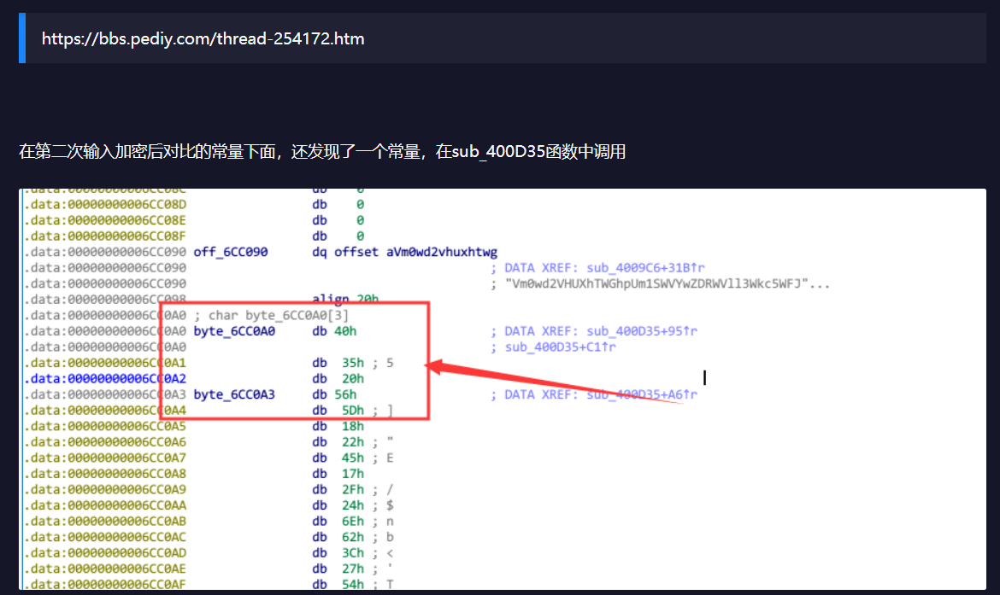 https://bbs.pediy.com/thread-254172.htm
在第二次输入加密后对比的常量下面，还发现了一个常量，在sub_400D35函数中调用
.data:00000000006CC08C db 0
.data:00000000006CC08D db 0
.data:00000000006CC08E db 0
.data:00000000006CC08F db 0
.data:00000000006CC090 off_6CC090 dq offset aVm0wd2vhuxhtwg
.data:00000000006CC090 ; DATA XREF: sub_4009C6+31B↑r
.data:00000000006CC090 ; "Vm0wd2VHUXhTWGhpUm1SWVYwZDRWVll3Wkc5WFJ"...
.data:00000000006CC098 align 20h
.data:00000000006CC0A0 ; char byte_6CC0A0[3]
.data:00000000006CC0A0 byte_6CC0A0 db 40h ; DATA XREF: sub_400D35+95↑r
.data:00000000006CC0A0 ; sub_400D35+C1↑r
.data:00000000006CC0A1 db 35h ; 5
.data:00000000006CC0A2 db 20h
.data:00000000006CC0A3 byte_6CC0A3 db 56h ; DATA XREF: sub_400D35+A6↑r
.data:00000000006CC0A4 db 5Dh ; ]
.data:00000000006CC0A5 db 18h
.data:00000000006CC0A6 db 22h ; "
.data:00000000006CC0A7 db 45h ; E
.data:00000000006CC0A8 db 17h
.data:00000000006CC0A9 db 2Fh ; /
.data:00000000006CC0AA db 24h ; $
.data:00000000006CC0AB db 6Eh ; n
.data:00000000006CC0AC db 62h ; b
.data:00000000006CC0AD db 3Ch ; <
.data:00000000006CC0AE db 27h ; '
.data:00000000006CC0AF db 54h ; T